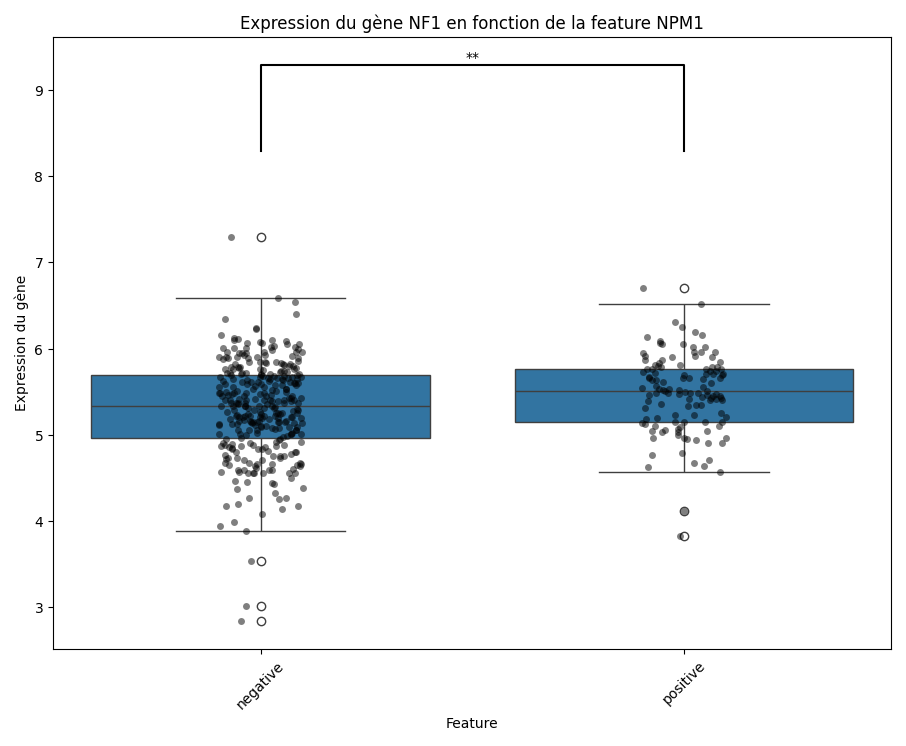 Expression du gène NF1 en fonction de la feature NPM1
**
9
8
7
6
5
4
3
Expression du gène
negative
positive
Feature